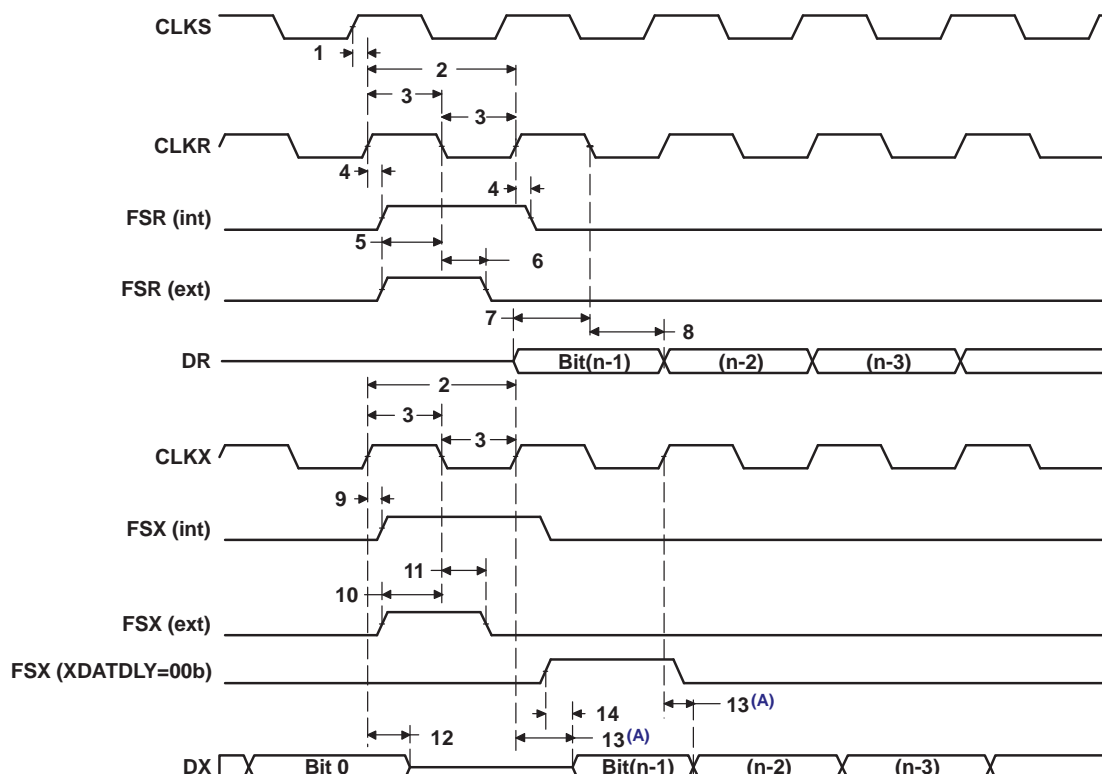 CLKS
1
2
3
3
CLKR
4
4
FSR (int)
5
6
FSR (ext)
7
8
DR
Bit(n-1)
(n-2)
(n-3)
2
3
3
CLKX
9
FSX (int)
11
10
FSX (ext)
FSX (XDATDLY=00b)
13(A)
14
12
13(A)
DX
Bit 0
Bit(n-1)
(n-2)
(n-3)